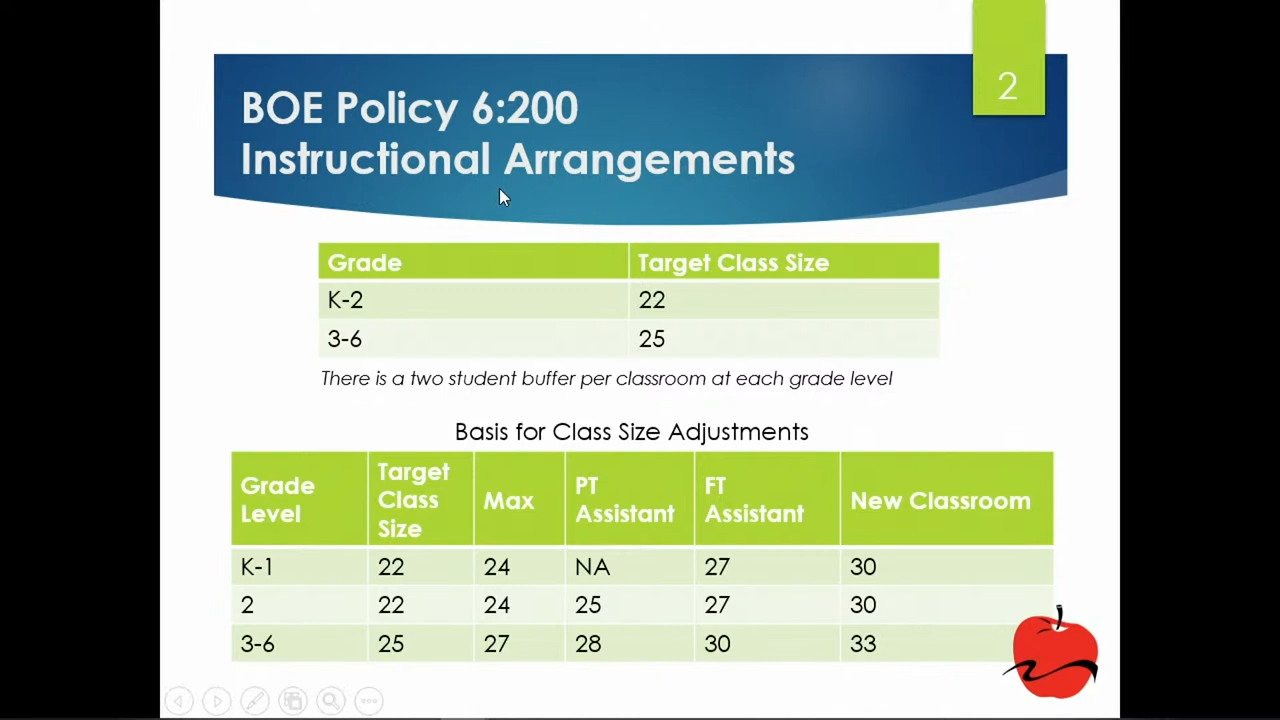 2
BOE Policy 6:200
Instructional Arrangements
Grade Target Class Size
K-2 22
3-6 25
There is a two student buffer per classroom at each grade level
Basis for Class Size Adjustments
Grade Level Target Class Size Max PT Assistant FT Assistant New Classroom
K-1 22 24 NA 27 30
2 22 24 25 27 30
3-6 25 27 28 30 33